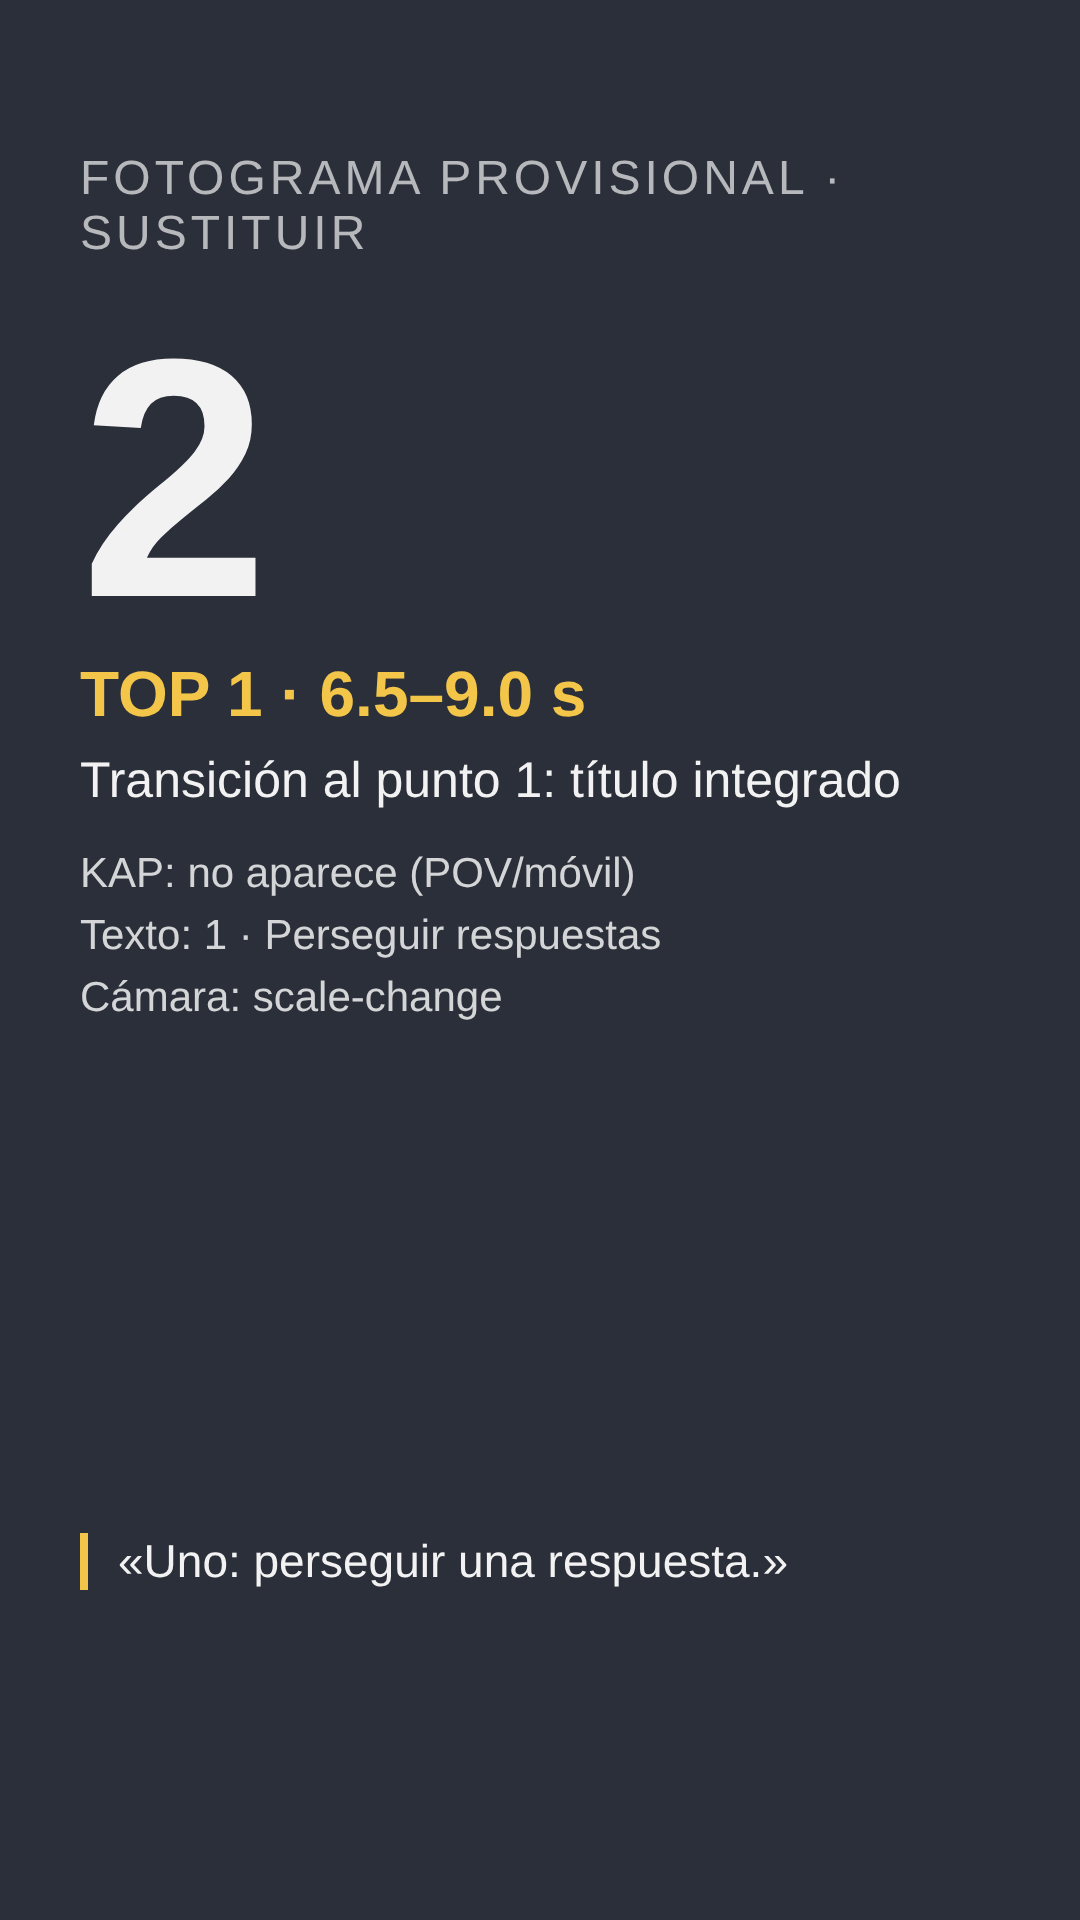 FOTOGRAMA PROVISIONAL ·
SUSTITUIR
2
TOP 1 · 6.5–9.0 s
Transición al punto 1: título integrado
KAP: no aparece (POV/móvil)
Texto: 1 · Perseguir respuestas
Cámara: scale-change
«Uno: perseguir una respuesta.»